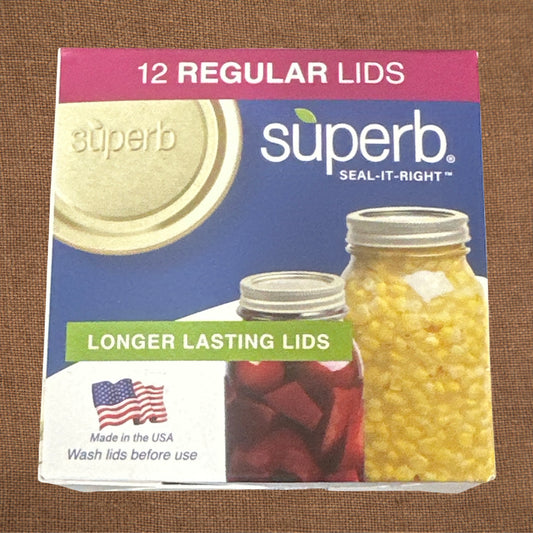 12 REGULAR LIDS
superb
superb®
SEAL-IT-RIGHT™
LONGER LASTING LIDS
Made in the USA
Wash lids before use